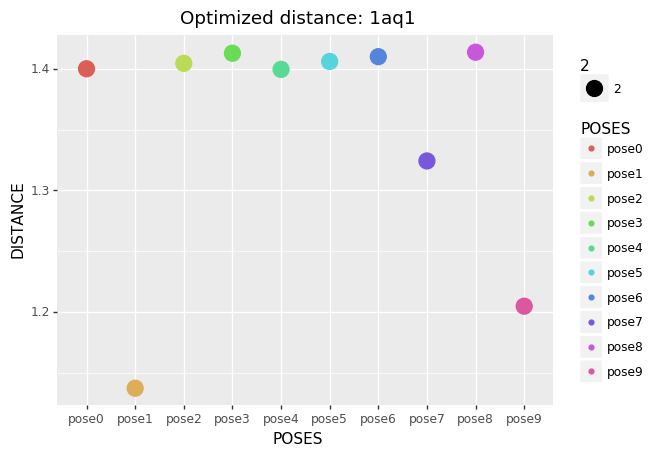 Optimized distance: 1aq1
DISTANCE
1.4
1.3
1.2
pose0 pose1 pose2 pose3 pose4 pose5 pose6 pose7 pose8 pose9
POSES
2
2
POSES
pose0
pose1
pose2
pose3
pose4
pose5
pose6
pose7
pose8
pose9